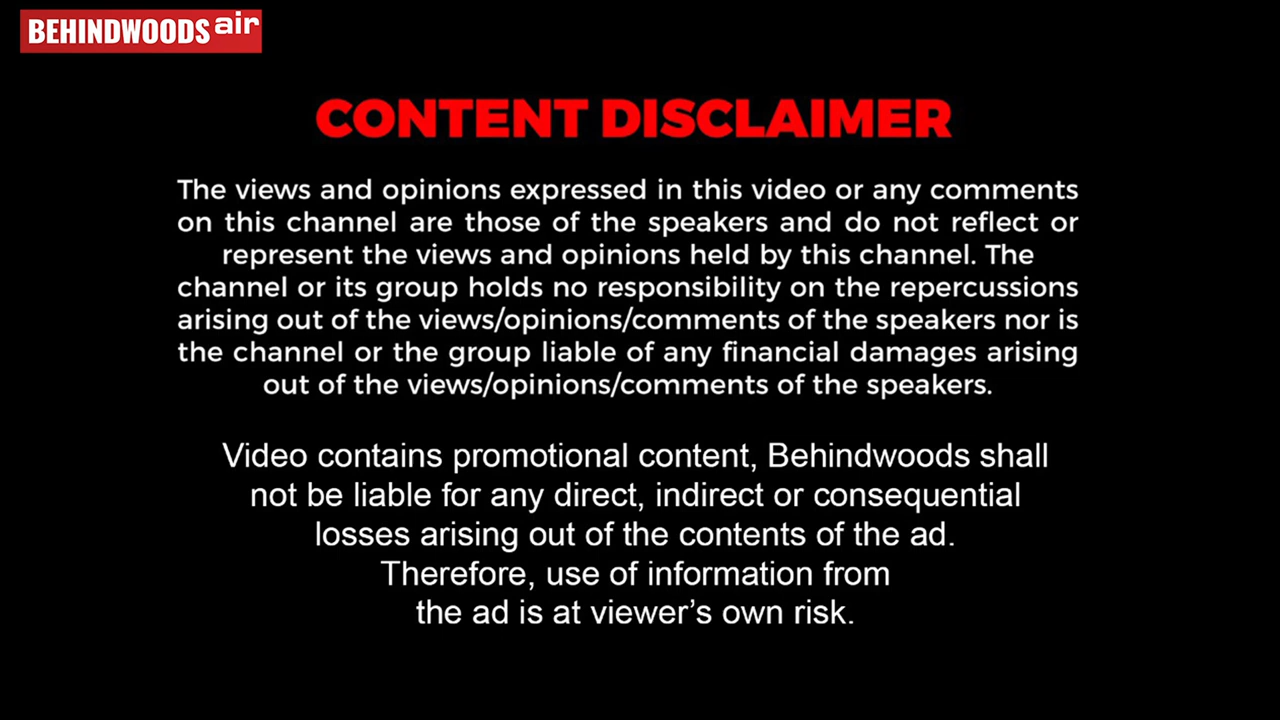 BEHINDWOODS air
CONTENT DISCLAIMER
The views and opinions expressed in this video or any comments
on this channel are those of the speakers and do not reflect or
represent the views and opinions held by this channel. The
channel or its group holds no responsibility on the repercussions
arising out of the views/opinions/comments of the speakers nor is
the channel or the group liable of any financial damages arising
out of the views/opinions/comments of the speakers.
Video contains promotional content, Behindwoods shall
not be liable for any direct, indirect or consequential
losses arising out of the contents of the ad.
Therefore, use of information from
the ad is at viewer’s own risk.